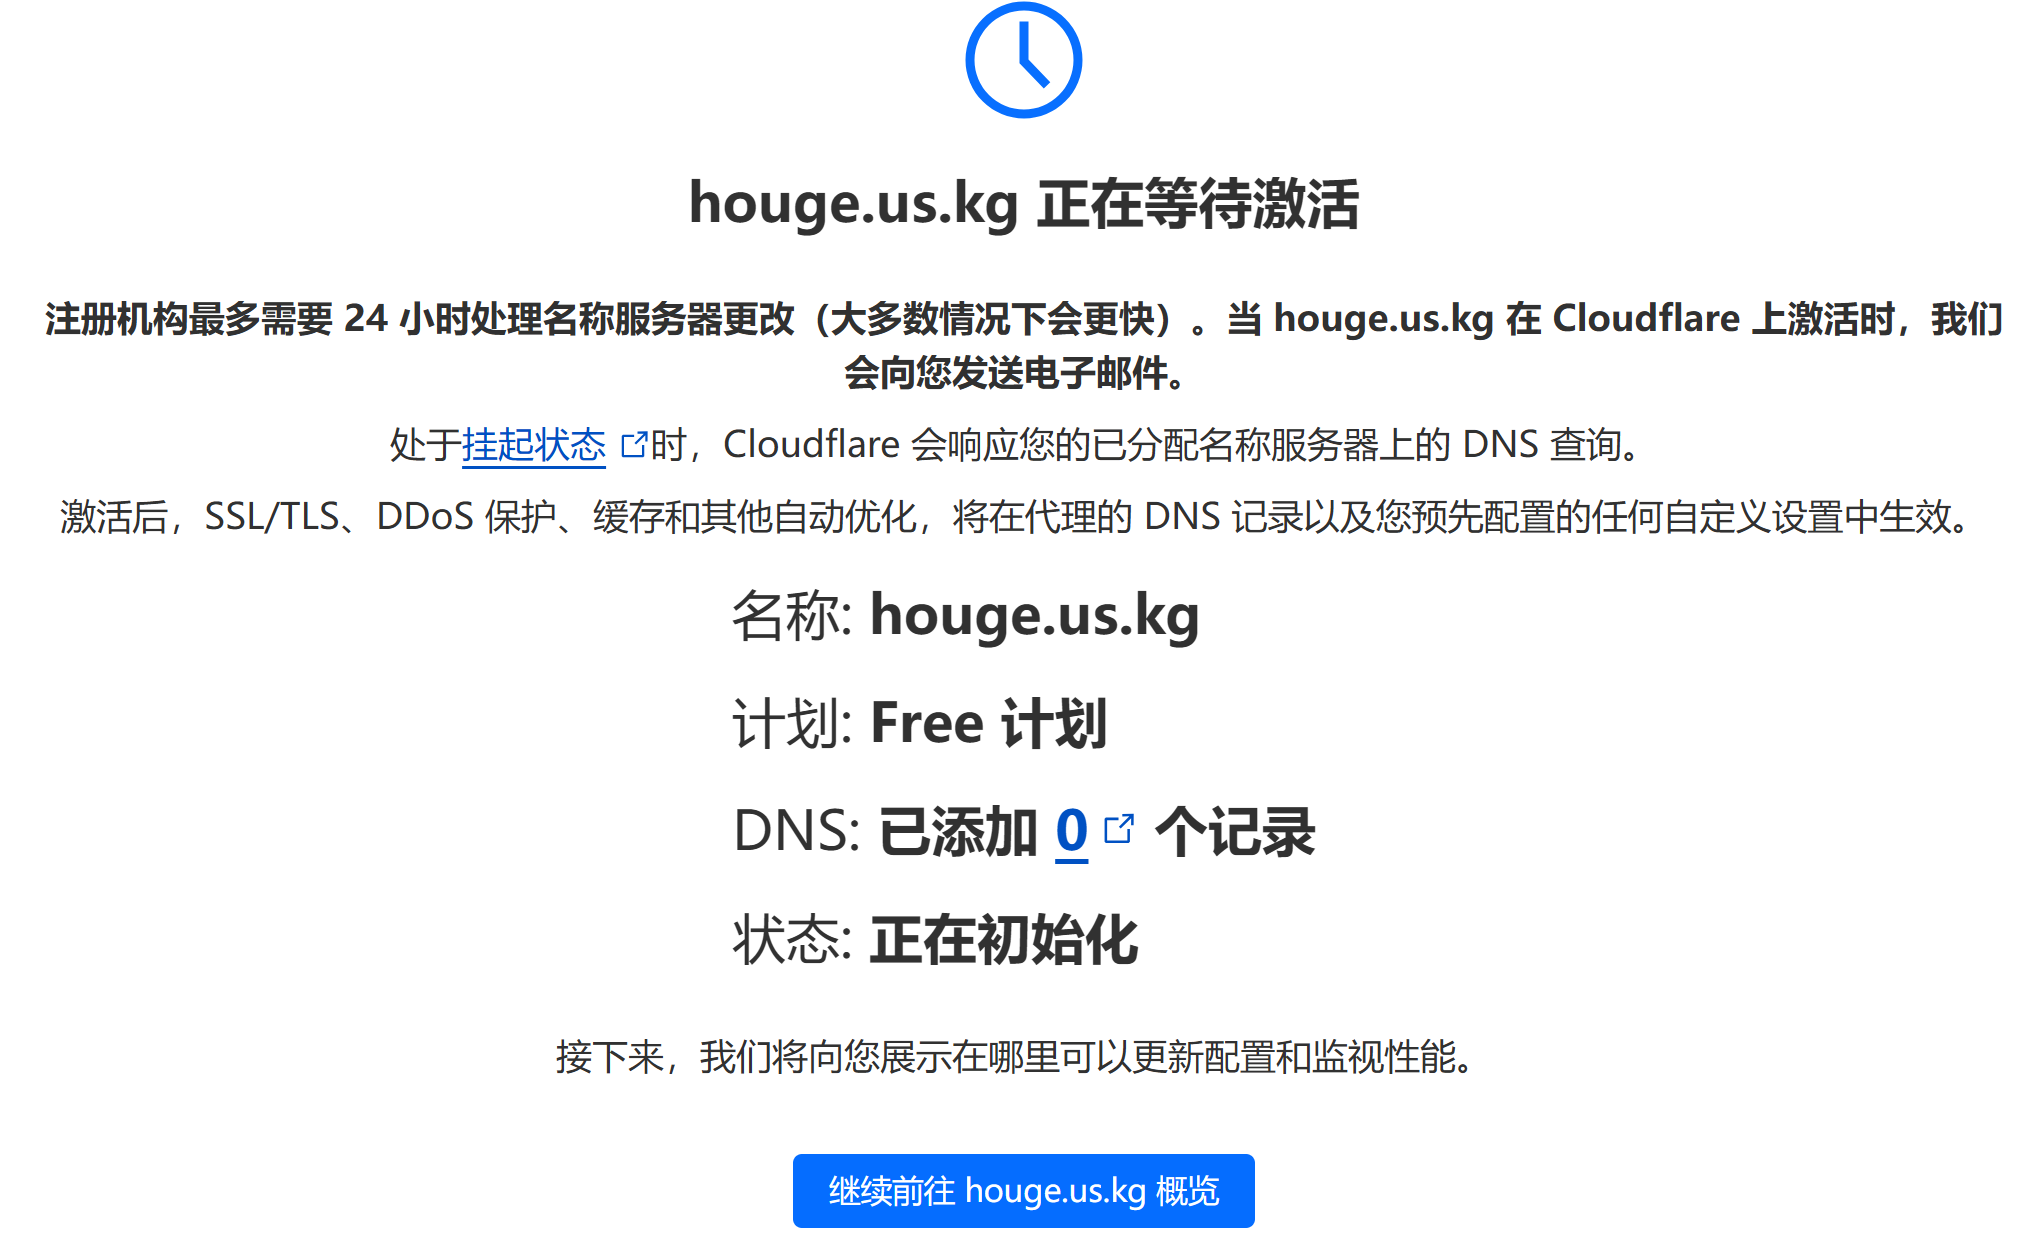 houge.us.kg 正在等待激活
注册机构最多需要 24 小时处理名称服务器更改（大多数情况下会更快）。当 houge.us.kg 在 Cloudflare 上激活时，我们
会向您发送电子邮件。
处于挂起状态时，Cloudflare 会响应您的已分配名称服务器上的 DNS 查询。
激活后，SSL/TLS、DDoS 保护、缓存和其他自动优化，将在代理的 DNS 记录以及您预先配置的任何自定义设置中生效。
名称: houge.us.kg
计划: Free 计划
DNS: 已添加 0 个记录
状态: 正在初始化
接下来，我们将向您展示在哪里可以更新配置和监视性能。
继续前往 houge.us.kg 概览